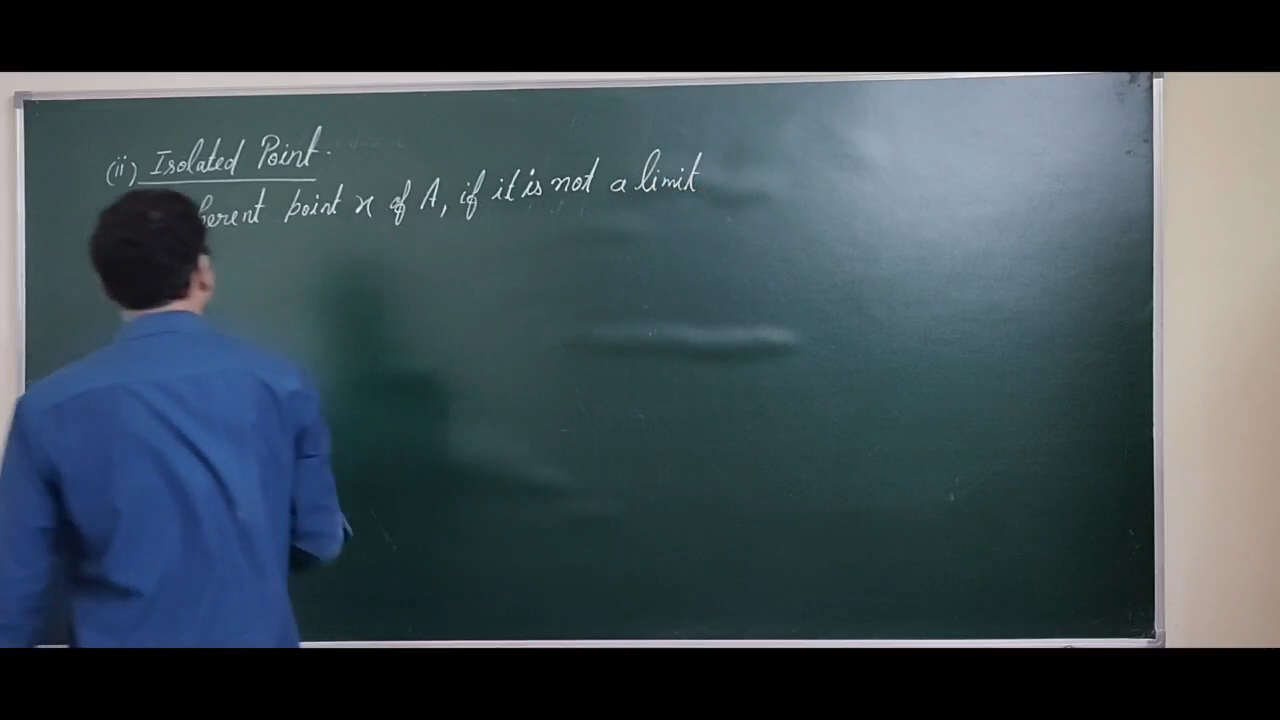 (ii) Isolated Point.
herent point x of A, if it is not a limit